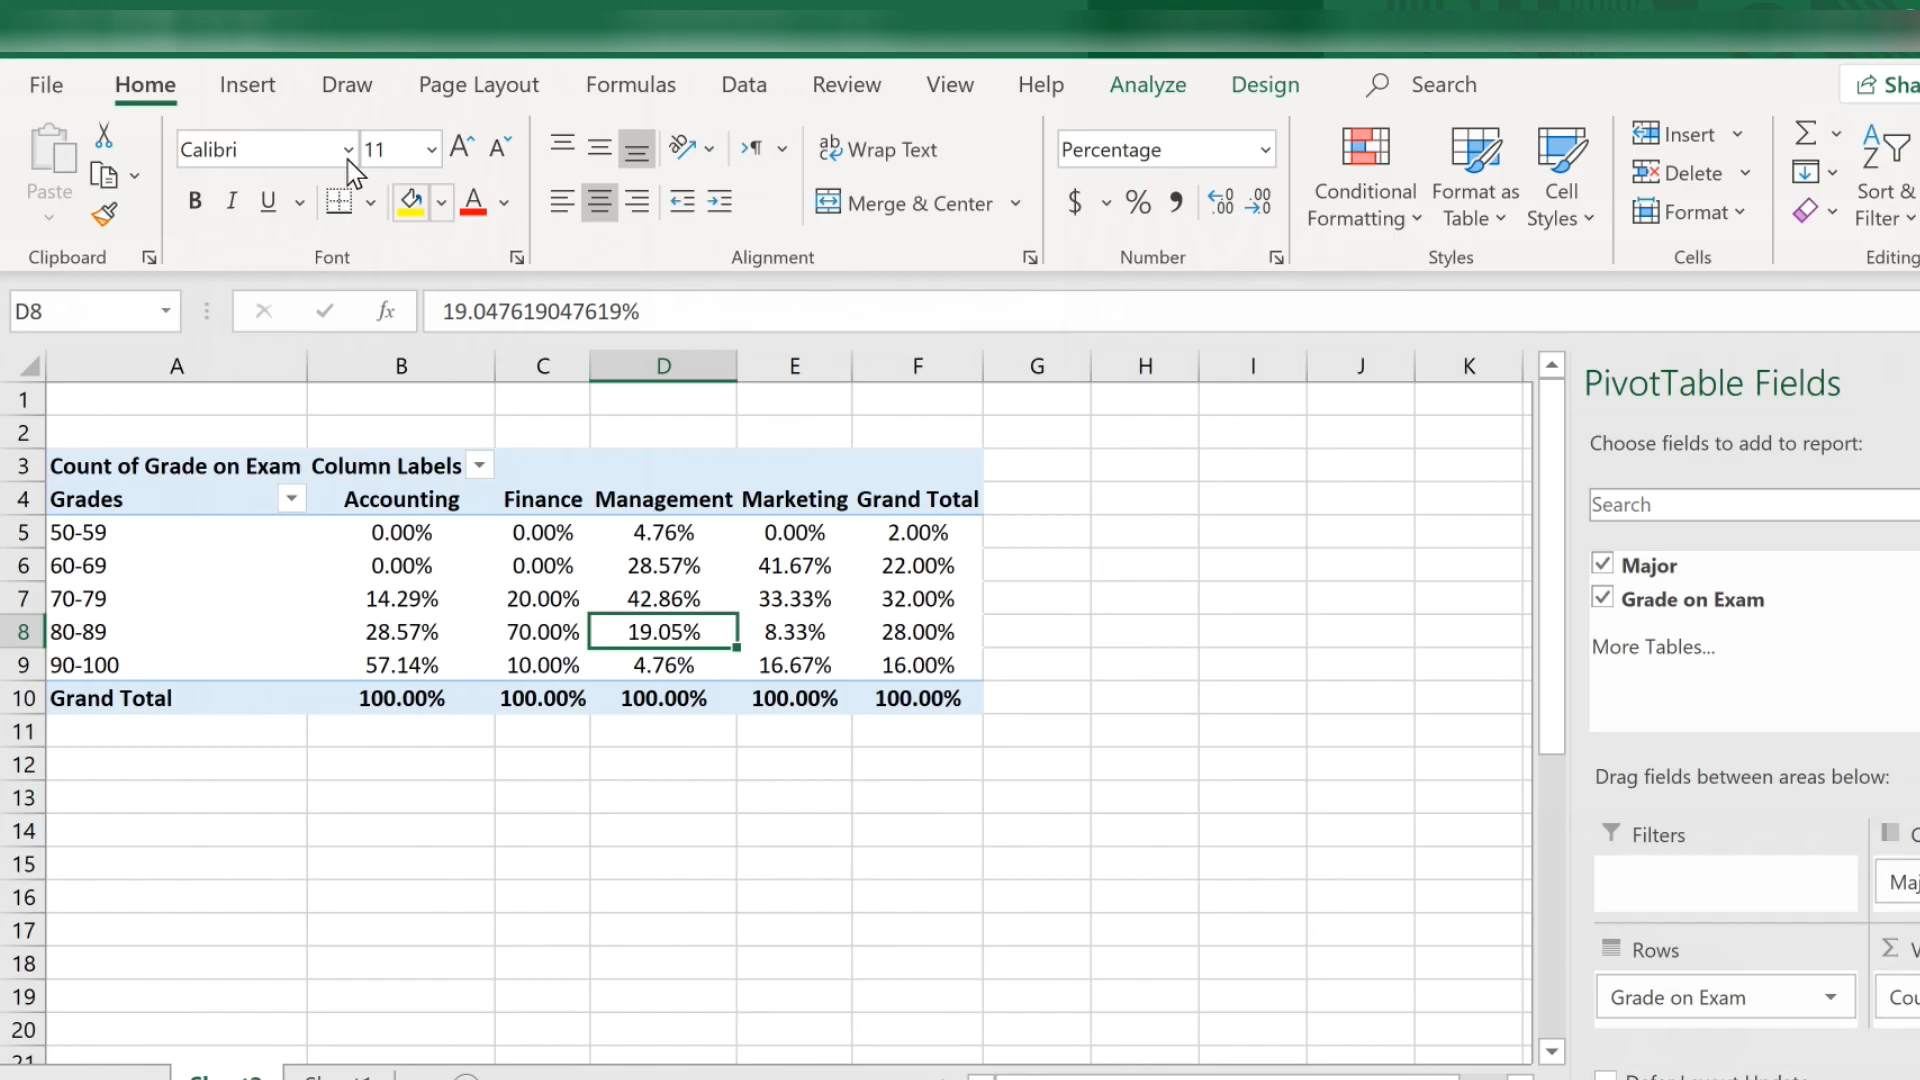 File Home Insert Draw Page Layout Formulas Data Review View Help Analyze Design Search
Calibri 11 Wrap Text Percentage Insert
Paste B I U A Merge & Center $ % Conditional Formatting Format as Table Cell Styles Delete Format Sort & Filter
Clipboard Font Alignment Number Styles Cells Editing
D8 fx 19.047619047619%
A B C D E F G H I J K
1
2
3 Count of Grade on Exam Column Labels
4 Grades Accounting Finance Management Marketing Grand Total
5 50-59 0.00% 0.00% 4.76% 0.00% 2.00%
6 60-69 0.00% 0.00% 28.57% 41.67% 22.00%
7 70-79 14.29% 20.00% 42.86% 33.33% 32.00%
8 80-89 28.57% 70.00% 19.05% 8.33% 28.00%
9 90-100 57.14% 10.00% 4.76% 16.67% 16.00%
10 Grand Total 100.00% 100.00% 100.00% 100.00% 100.00%
11
12
13
14
15
16
17
18
19
20
PivotTable Fields
Choose fields to add to report:
Search
Major
Grade on Exam
More Tables...
Drag fields between areas below:
Filters
Rows
Grade on Exam